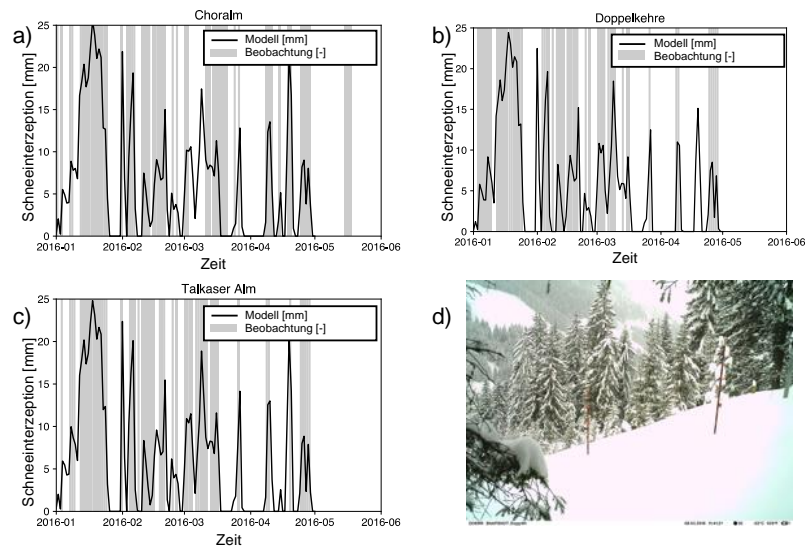 a)
Choralm
Schneeinterzeption [mm]
25
20
15
10
5
0
Modell [mm]
Beobachtung [-]
2016-01 2016-02 2016-03 2016-04 2016-05 2016-06
Zeit
b)
Doppelkehre
Schneeinterzeption [mm]
25
20
15
10
5
0
Modell [mm]
Beobachtung [-]
2016-01 2016-02 2016-03 2016-04 2016-05 2016-06
Zeit
c)
Talkaser Alm
Schneeinterzeption [mm]
25
20
15
10
5
0
Modell [mm]
Beobachtung [-]
2016-01 2016-02 2016-03 2016-04 2016-05 2016-06
Zeit
d)